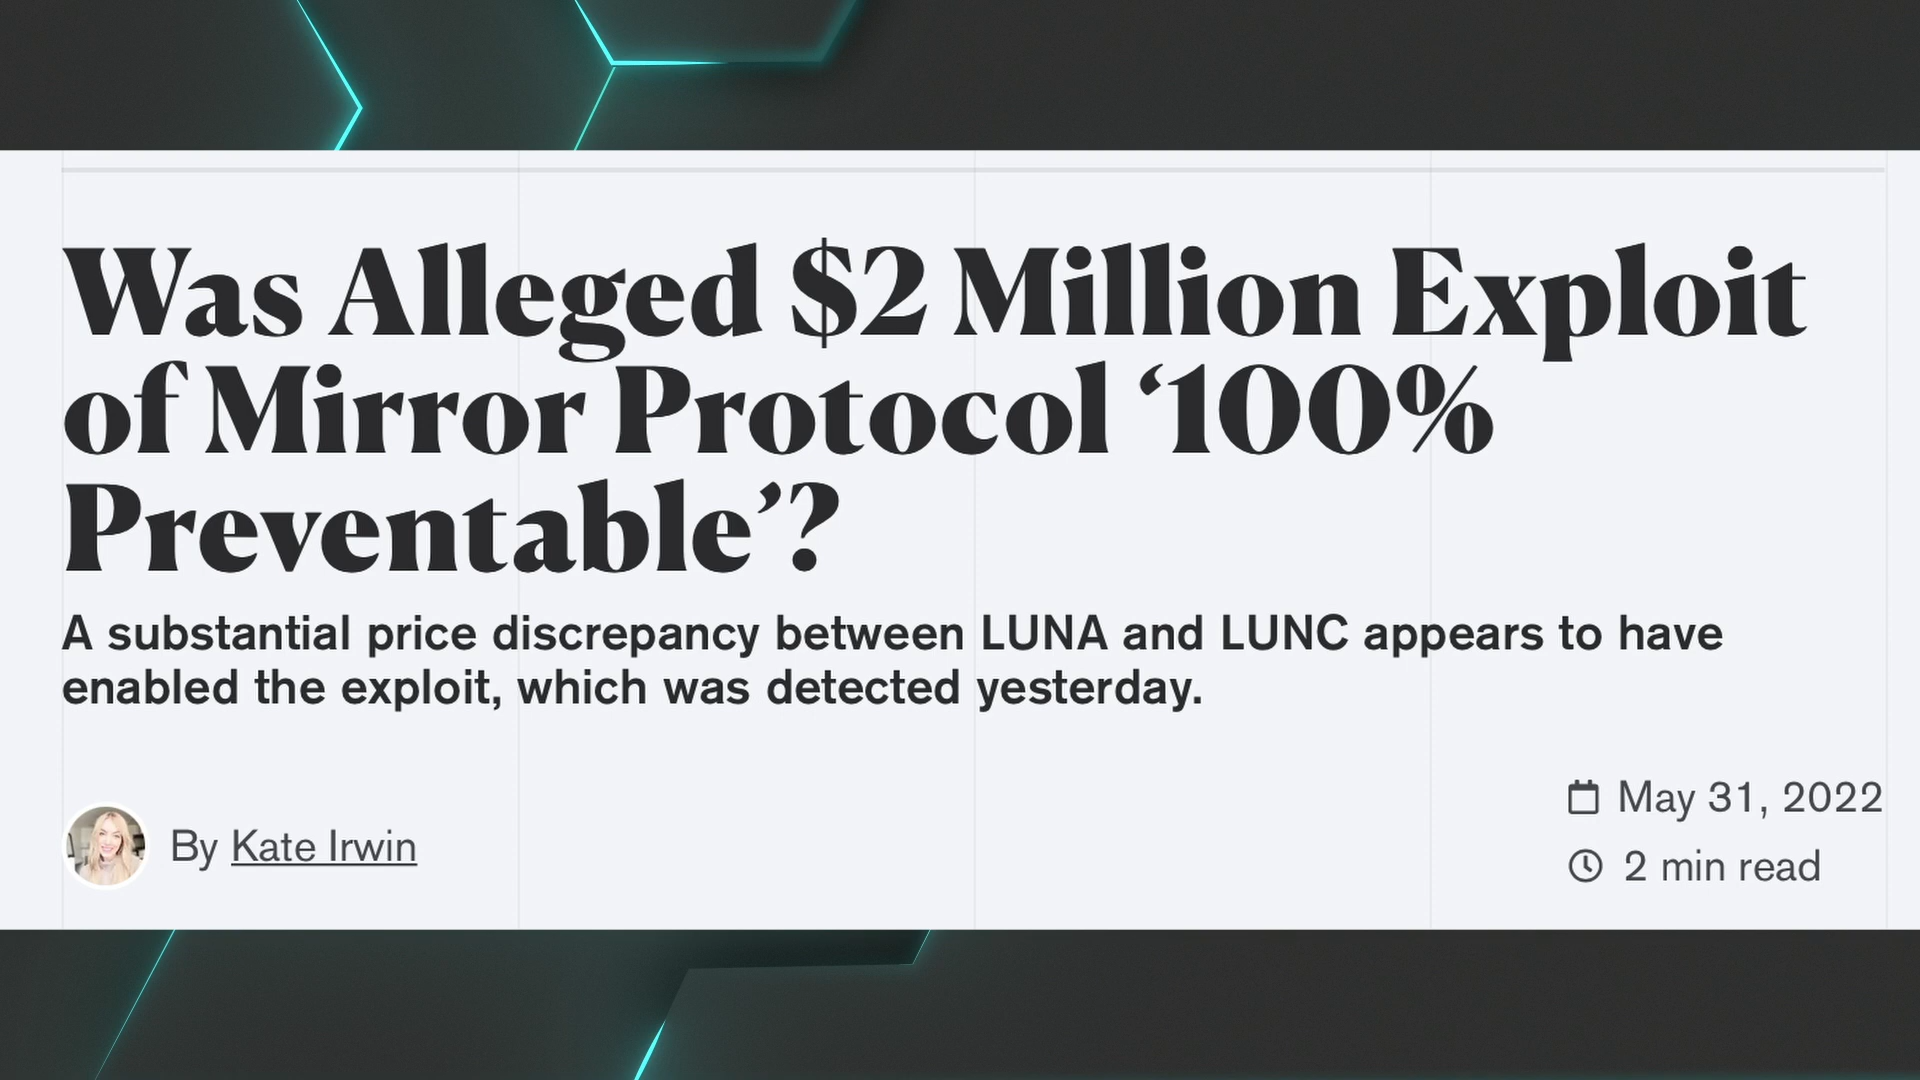 Was Alleged $2 Million Exploit
of Mirror Protocol ‘100%
Preventable’?
A substantial price discrepancy between LUNA and LUNC appears to have
enabled the exploit, which was detected yesterday.
By Kate Irwin
May 31, 2022
2 min read